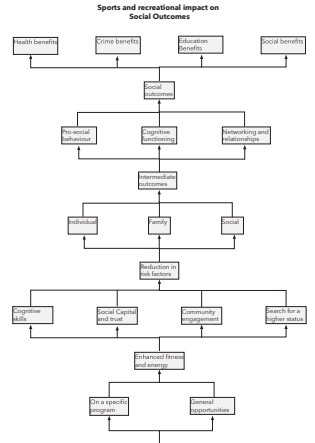 Sports and recreational impact on
Social Outcomes
Health benefits
Crime benefits
Education
Benefits
Social benefits
Social
outcomes
Pro-social
behaviour
Cognitive
functioning
Networking and
relationships
Intermediate
outcomes
Individual
Family
Social
Reduction in
risk factors
Cognitive
skills
Social Capital
and trust
Community
engagement
Search for a
higher status
Enhanced fitness
and energy
On a specific
program
General
opportunities